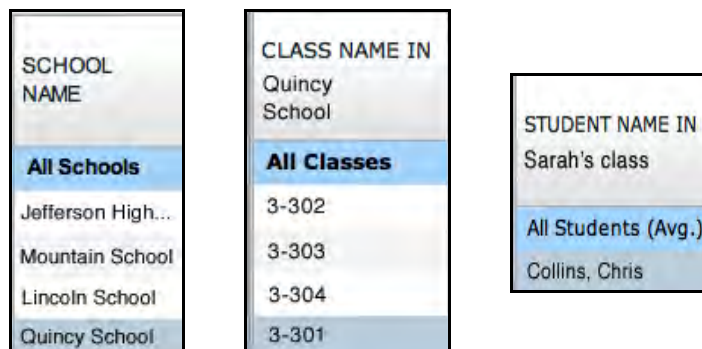 SCHOOL
NAME
All Schools
Jefferson High...
Mountain School
Lincoln School
Quincy School
CLASS NAME IN
Quincy
School
All Classes
3-302
3-303
3-304
3-301
STUDENT NAME IN
Sarah's class
All Students (Avg.)
Collins, Chris